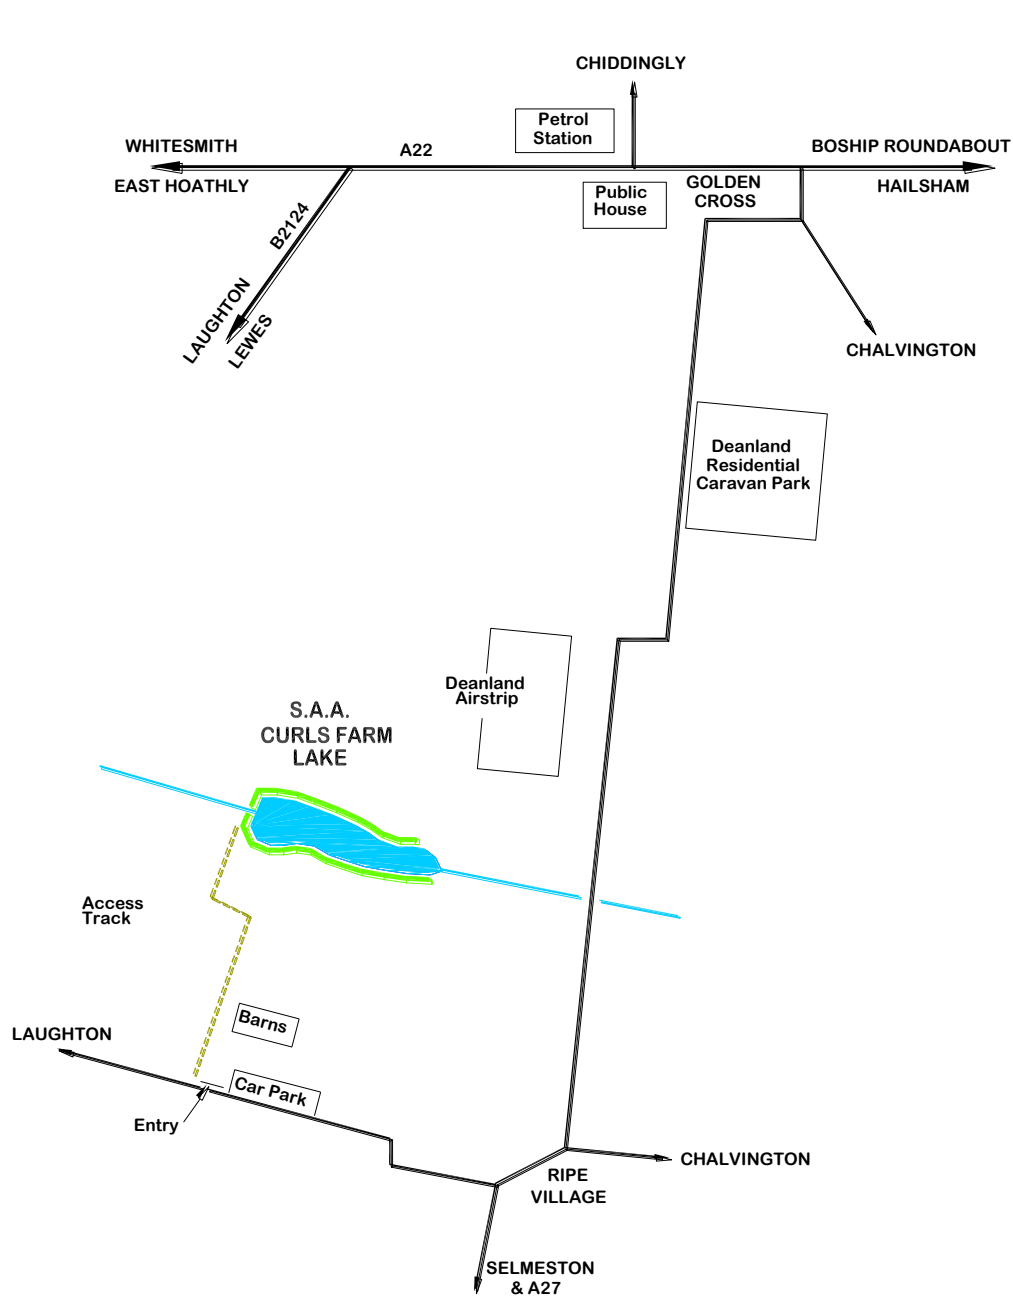 CHIDDINGLY
Petrol
Station
WHITESMITH
A22
BOSHIP ROUNDABOUT
EAST HOATHLY
Public
House
GOLDEN
CROSS
HAILSHAM
B2124
LAUGHTON
LEWES
CHALVINGTON
Deanland
Residential
Caravan Park
Deanland
Airstrip
S.A.A.
CURLS FARM
LAKE
Access
Track
Barns
LAUGHTON
Car Park
Entry
CHALVINGTON
RIPE
VILLAGE
SELMESTON
& A27